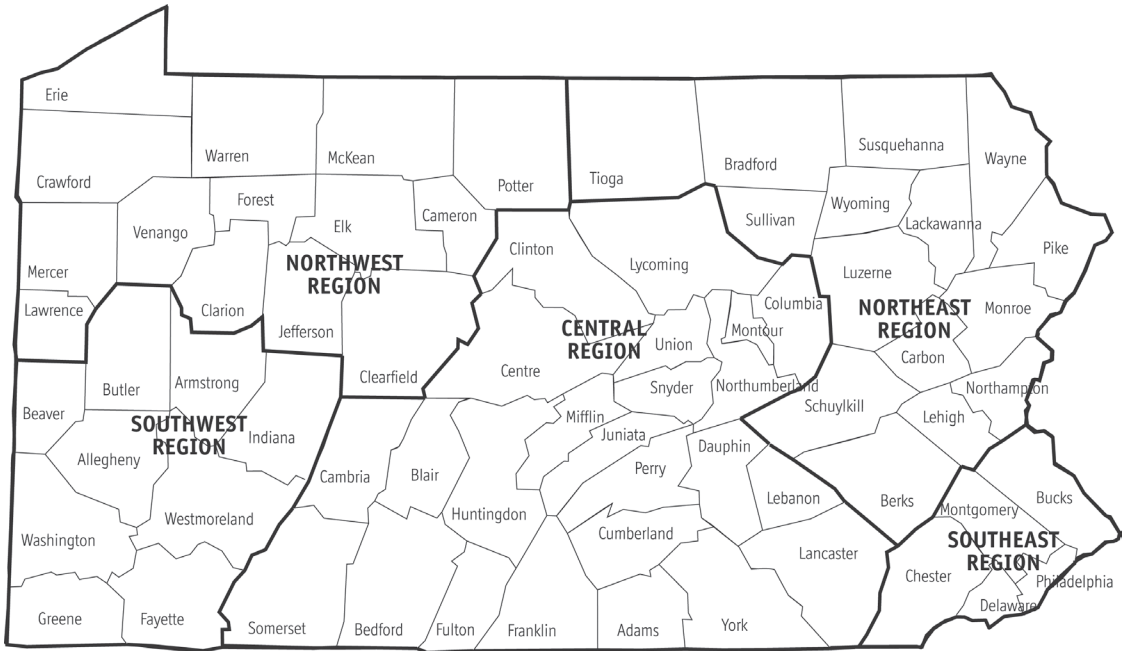 Erie
Crawford
Warren
McKean
Potter
Tioga
Bradford
Susquehanna
Wayne
Mercer
Venango
Forest
Elk
Cameron
Clinton
Lycoming
Sullivan
Wyoming
Lackawanna
Pike
Lawrence
Clarion
Jefferson
NORTHWEST
REGION
Clearfield
Centre
CENTRAL
REGION
Union
Montour
Columbia
Luzerne
NORTHEAST
REGION
Monroe
Carbon
Butler
Armstrong
Snyder
Northumberland
Northampton
Beaver
SOUTHWEST
REGION
Indiana
Mifflin
Juniata
Schuylkill
Lehigh
Allegheny
Cambria
Blair
Perry
Dauphin
Lebanon
Berks
Bucks
Westmoreland
Huntingdon
Montgomery
Washington
Cumberland
Lancaster
SOUTHEAST
REGION
Chester
Philadelphia
Delaware
Greene
Fayette
Somerset
Bedford
Fulton
Franklin
Adams
York